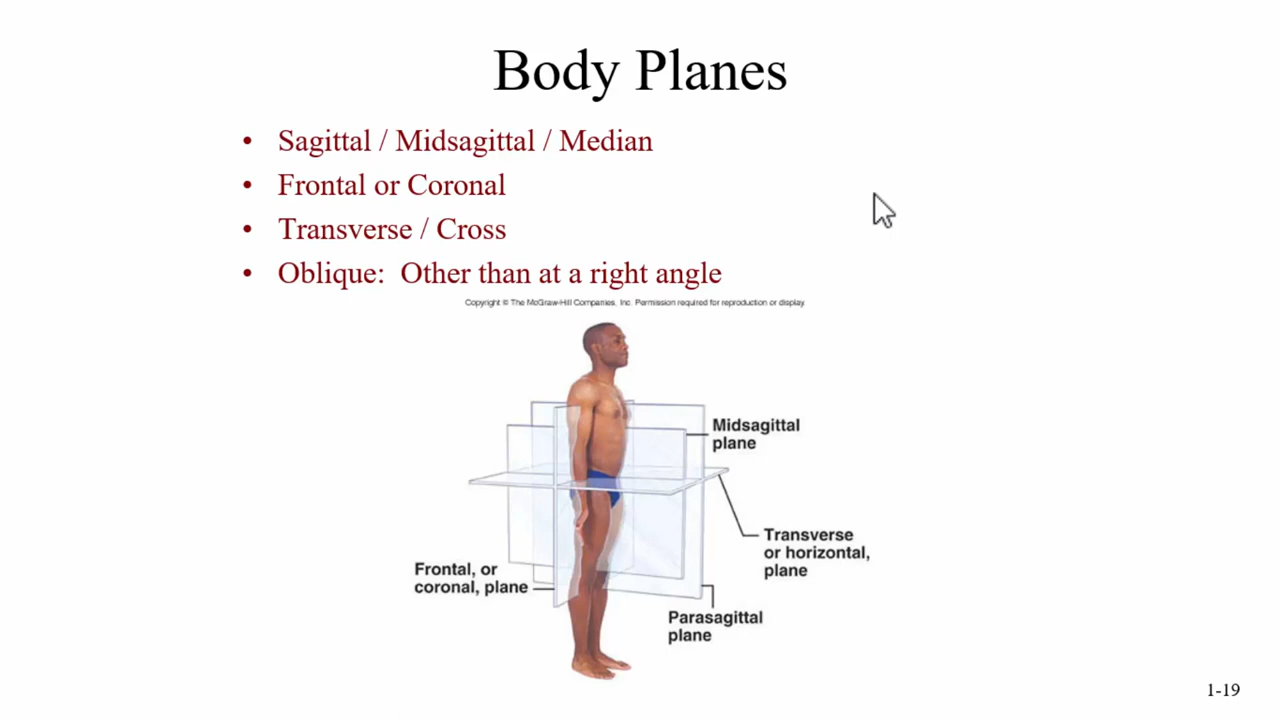 Body Planes
• Sagittal / Midsagittal / Median
• Frontal or Coronal
• Transverse / Cross
• Oblique:  Other than at a right angle
Copyright © The McGraw-Hill Companies, Inc. Permission required for reproduction or display.
Midsagittal
plane
Transverse
or horizontal,
plane
Frontal, or
coronal, plane
Parasagittal
plane
1-19